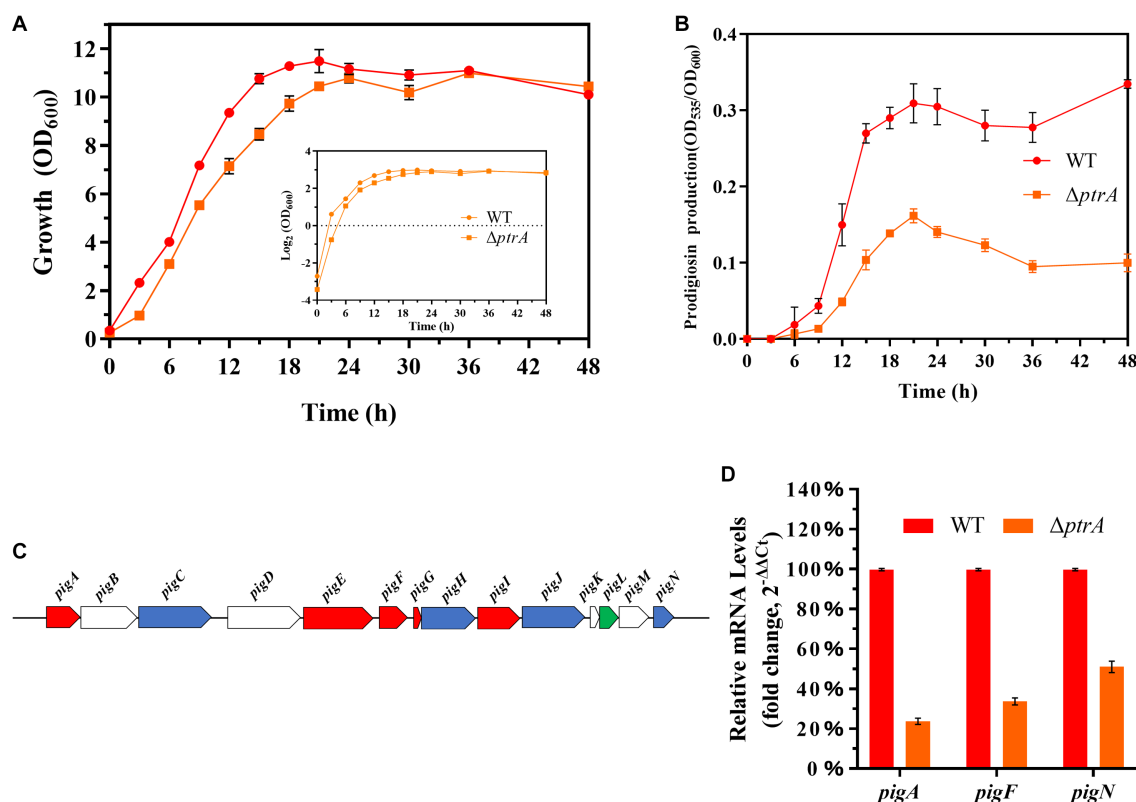 A
Growth (OD600)
12
10
8
6
4
2
0
0 6 12 18 24 30 36 48
Time (h)
Log2 (OD600)
4
2
0
-2
-4
WT
ΔptrA
0 6 12 18 24 30 36 42 48
Time (h)
B
Prodigiosin production(OD535/OD600)
0.4
0.3
0.2
0.1
0.0
WT
ΔptrA
0 6 12 18 24 30 36 42 48
Time (h)
C
pigA pigB pigC pigD pigE pigF pigG pigH pigI pigJ pigK pigL pigM pigN
D
Relative mRNA Levels
(fold change, 2-ΔΔCt)
140%
120%
100%
80%
60%
40%
20%
0%
WT ΔptrA
pigA pigF pigN